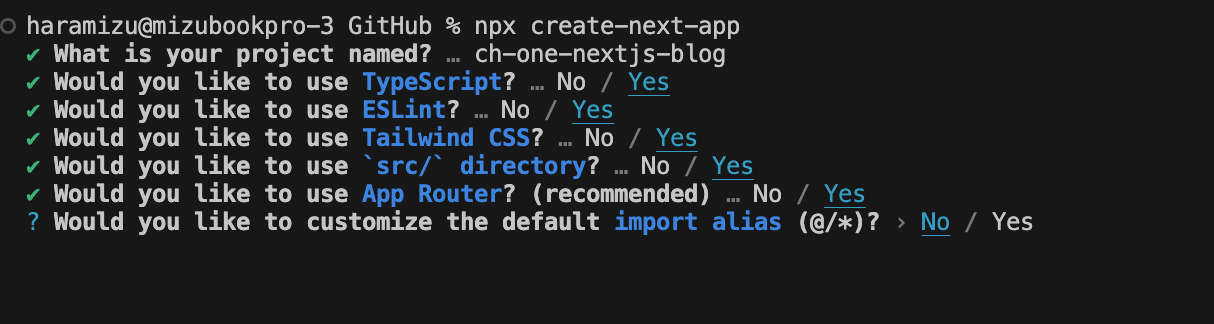 haramizu@mizubookpro-3 GitHub % npx create-next-app
✔ What is your project named? … ch-one-nextjs-blog
✔ Would you like to use TypeScript? … No / Yes
✔ Would you like to use ESLint? … No / Yes
✔ Would you like to use Tailwind CSS? … No / Yes
✔ Would you like to use `src/` directory? … No / Yes
✔ Would you like to use App Router? (recommended) … No / Yes
? Would you like to customize the default import alias (@/*)? › No / Yes